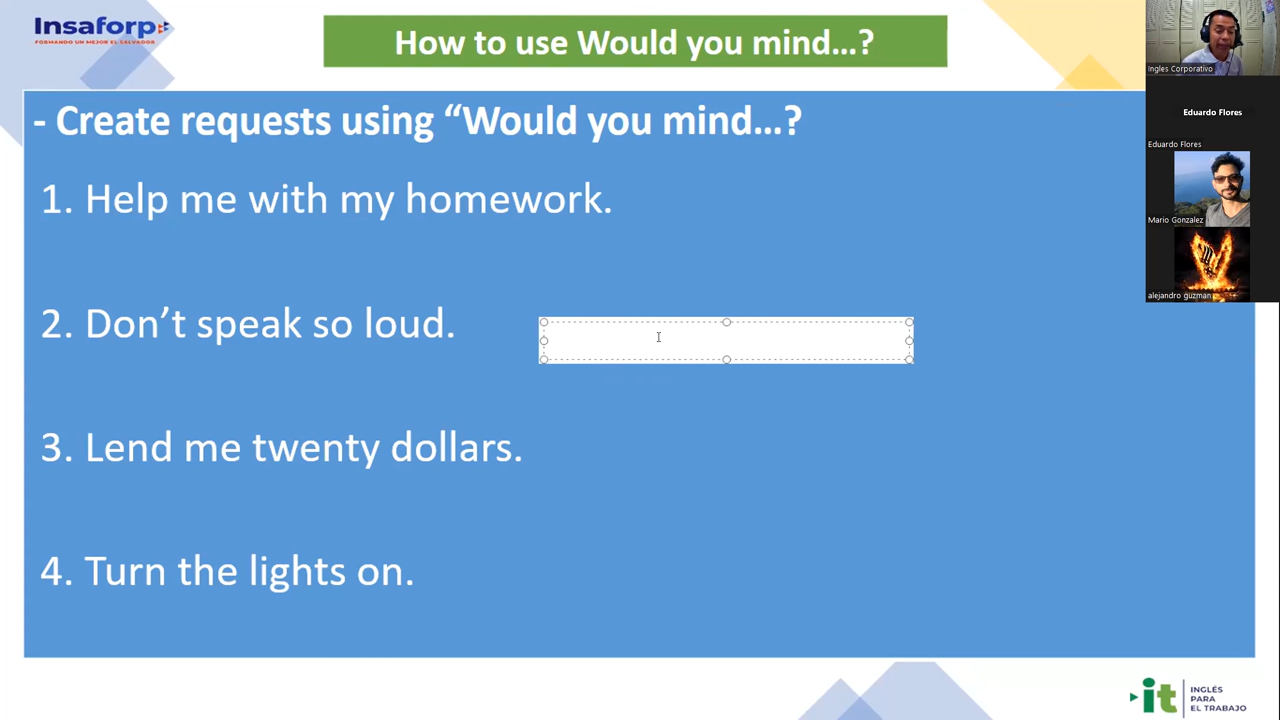 Insaforp
FORMANDO UN MEJOR EL SALVADOR
How to use Would you mind...?
- Create requests using “Would you mind...?
1. Help me with my homework.
2. Don’t speak so loud.
3. Lend me twenty dollars.
4. Turn the lights on.
Ingles Corporativo
Eduardo Flores
Eduardo Flores
Mario Gonzalez
alejandro guzman
it INGLÉS
PARA
EL TRABAJO